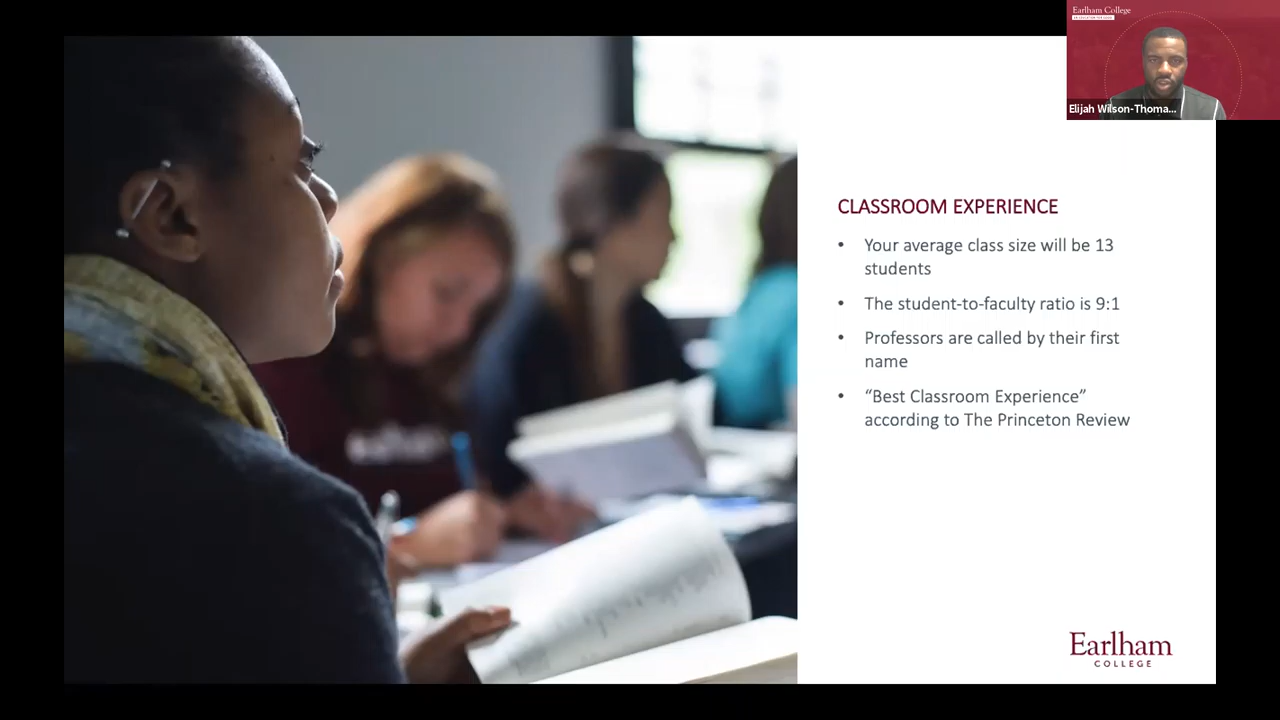 Earlham College
Elijah Wilson-Thoma...
CLASSROOM EXPERIENCE
• Your average class size will be 13
students
• The student-to-faculty ratio is 9:1
• Professors are called by their first
name
• “Best Classroom Experience”
according to The Princeton Review
Earlham
COLLEGE